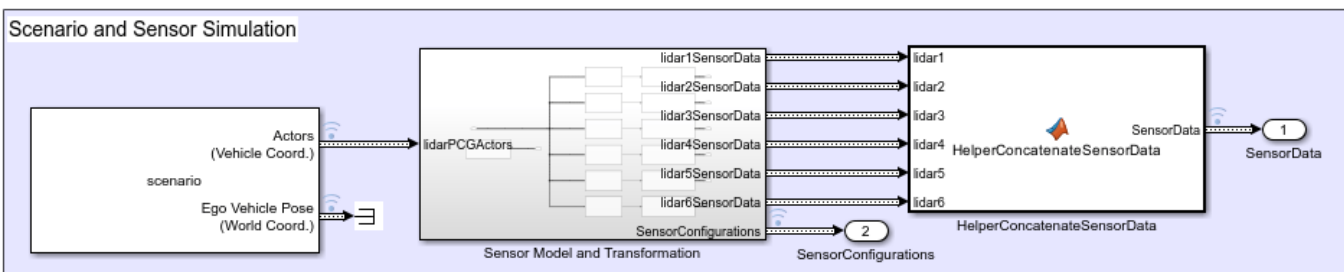 Scenario and Sensor Simulation
Actors
(Vehicle Coord.)
scenario
Ego Vehicle Pose
(World Coord.)
lidarPCGActors
lidar1SensorData
lidar2SensorData
lidar3SensorData
lidar4SensorData
lidar5SensorData
lidar6SensorData
SensorConfigurations
Sensor Model and Transformation
2
SensorConfigurations
lidar1
lidar2
lidar3
lidar4
lidar5
lidar6
HelperConcatenateSensorData
SensorData
HelperConcatenateSensorData
1
SensorData